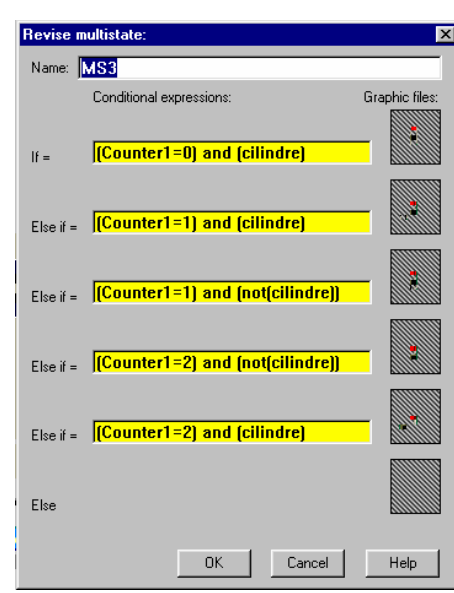 Revise multistate:
Name: MS3
Conditional expressions: Graphic files:
If = (Counter1=0) and (cilindre)
Else if = (Counter1=1) and (cilindre)
Else if = (Counter1=1) and (not(cilindre))
Else if = (Counter1=2) and (not(cilindre))
Else if = (Counter1=2) and (cilindre)
Else
OK Cancel Help